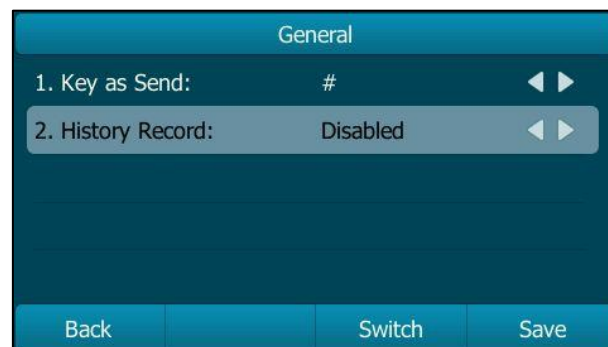 General
1. Key as Send: #
2. History Record: Disabled
Back Switch Save